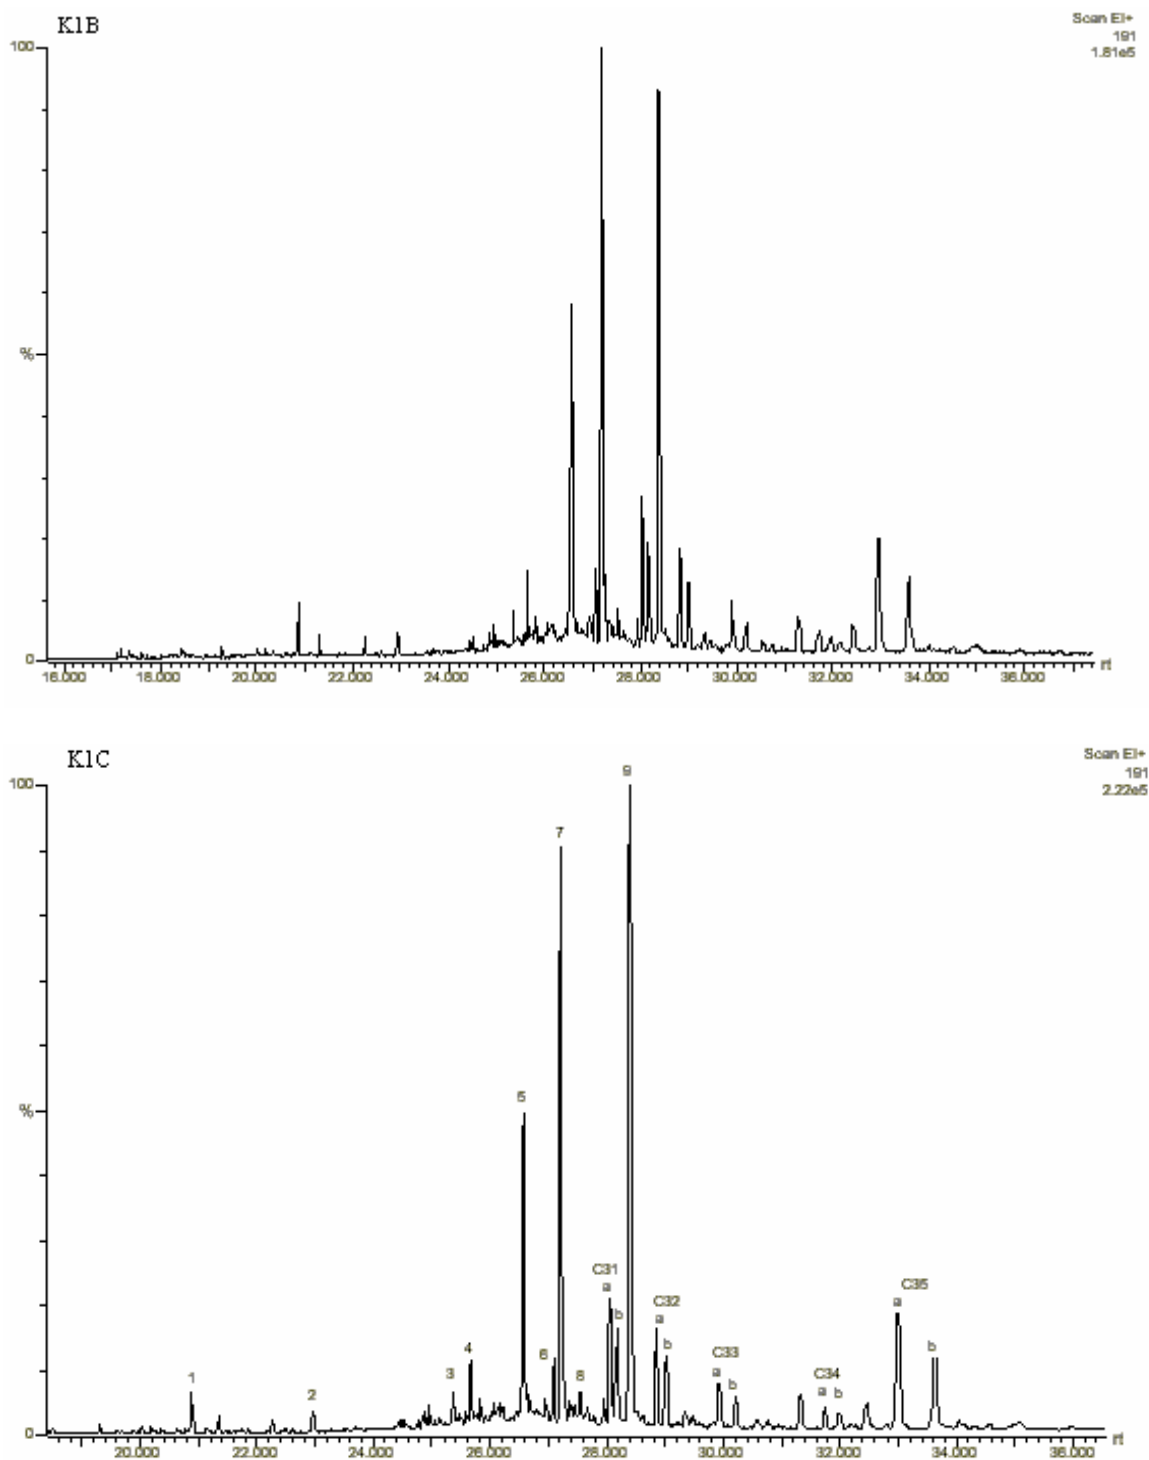 K1B
Scan EI+
191
1.81e5
100
%
0
16.000 18.000 20.000 22.000 24.000 26.000 28.000 30.000 32.000 34.000 36.000 rt
K1C
Scan EI+
191
2.22e5
100
9
7
%
5
C31
a
b
C32
a
b
C33
a
b
C34
a b
C35
a
b
1
2
3
4
6
8
0
20.000 22.000 24.000 26.000 28.000 30.000 32.000 34.000 36.000 rt